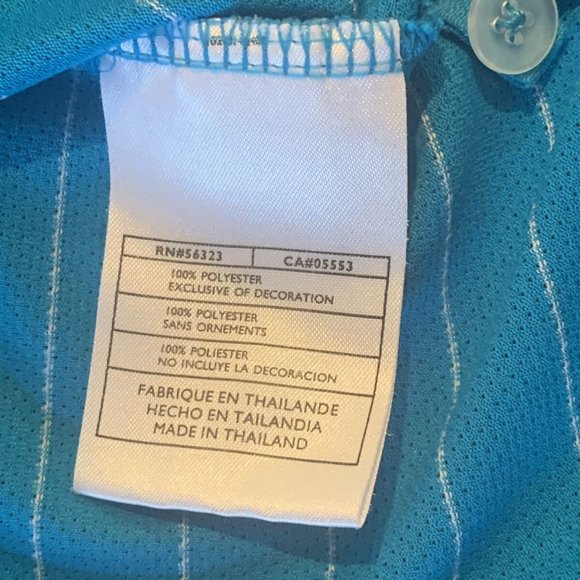 RN#56323 CA#05553
100% POLYESTER
EXCLUSIVE OF DECORATION
100% POLYESTER
SANS ORNEMENTS
100% POLIESTER
NO INCLUYE LA DECORACION
FABRIQUE EN THAILANDE
HECHO EN TAILANDIA
MADE IN THAILAND